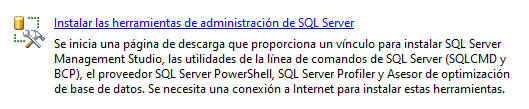 Instalar las herramientas de administración de SQL Server
Se inicia una página de descarga que proporciona un vínculo para instalar SQL Server
Management Studio, las utilidades de la línea de comandos de SQL Server (SQLCMD y
BCP), el proveedor SQL Server PowerShell, SQL Server Profiler y Asesor de optimización
de base de datos. Se necesita una conexión a Internet para instalar estas herramientas.